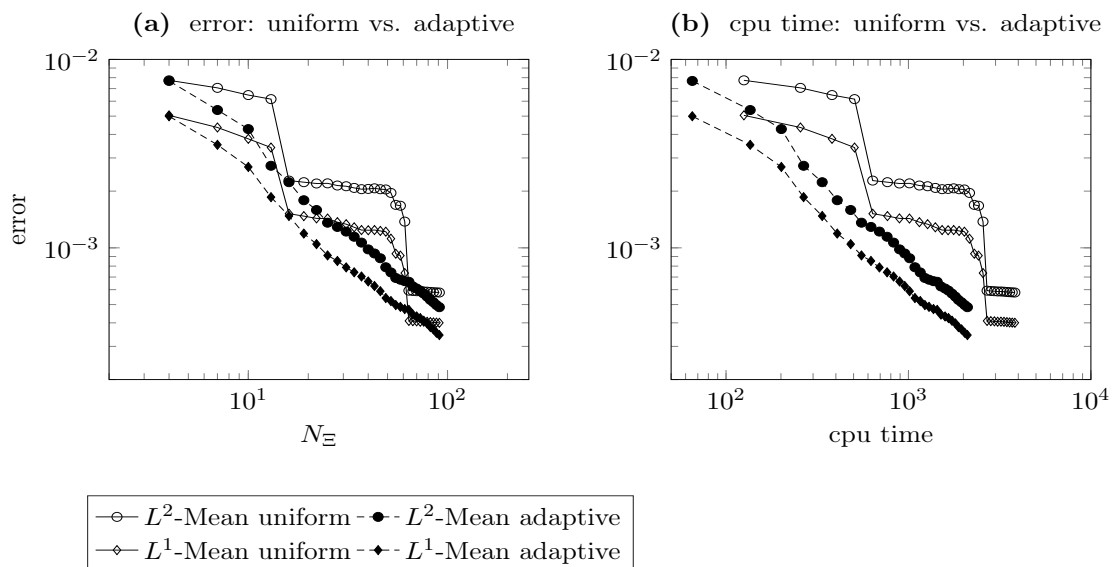 (a) error: uniform vs. adaptive
(b) cpu time: uniform vs. adaptive
10^−2
10^−3
error
10^1
10^2
N_Ξ
10^−2
10^−3
10^2
10^3
10^4
cpu time
L^2-Mean uniform
L^2-Mean adaptive
L^1-Mean uniform
L^1-Mean adaptive